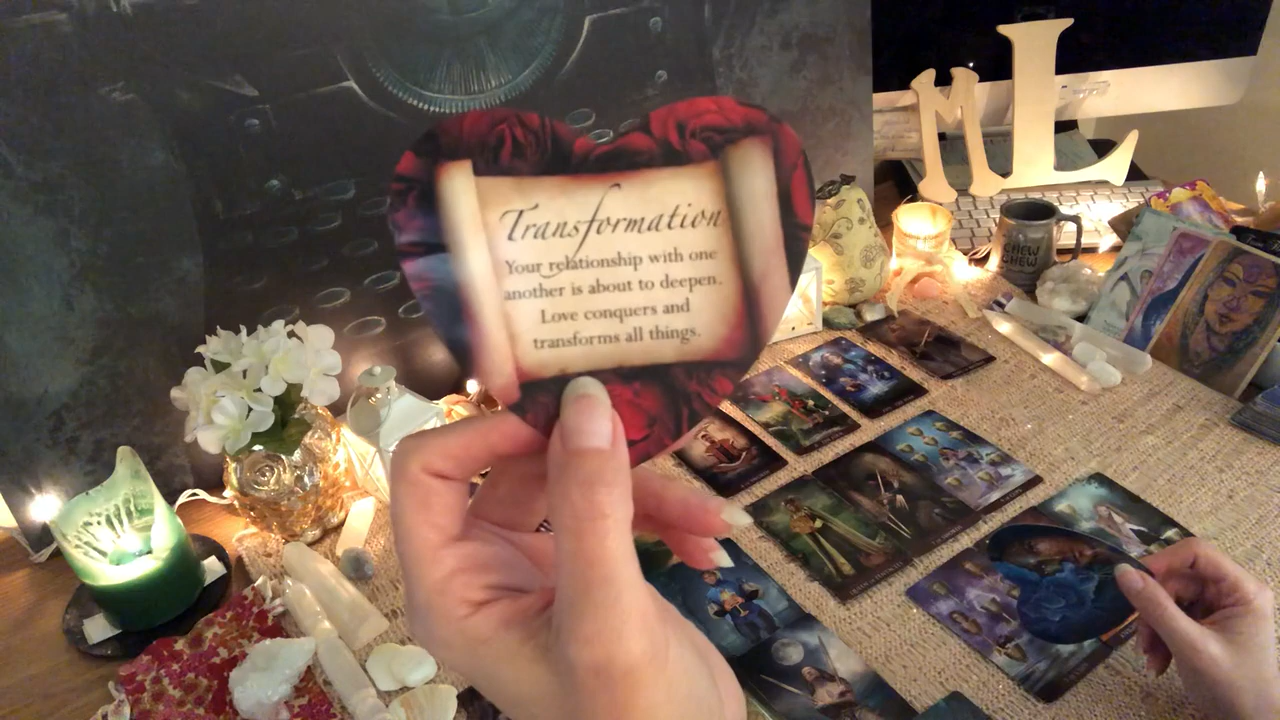 Transformation
Your relationship with one
another is about to deepen.
Love conquers and
transforms all things.
ML
CHEW
CHEW